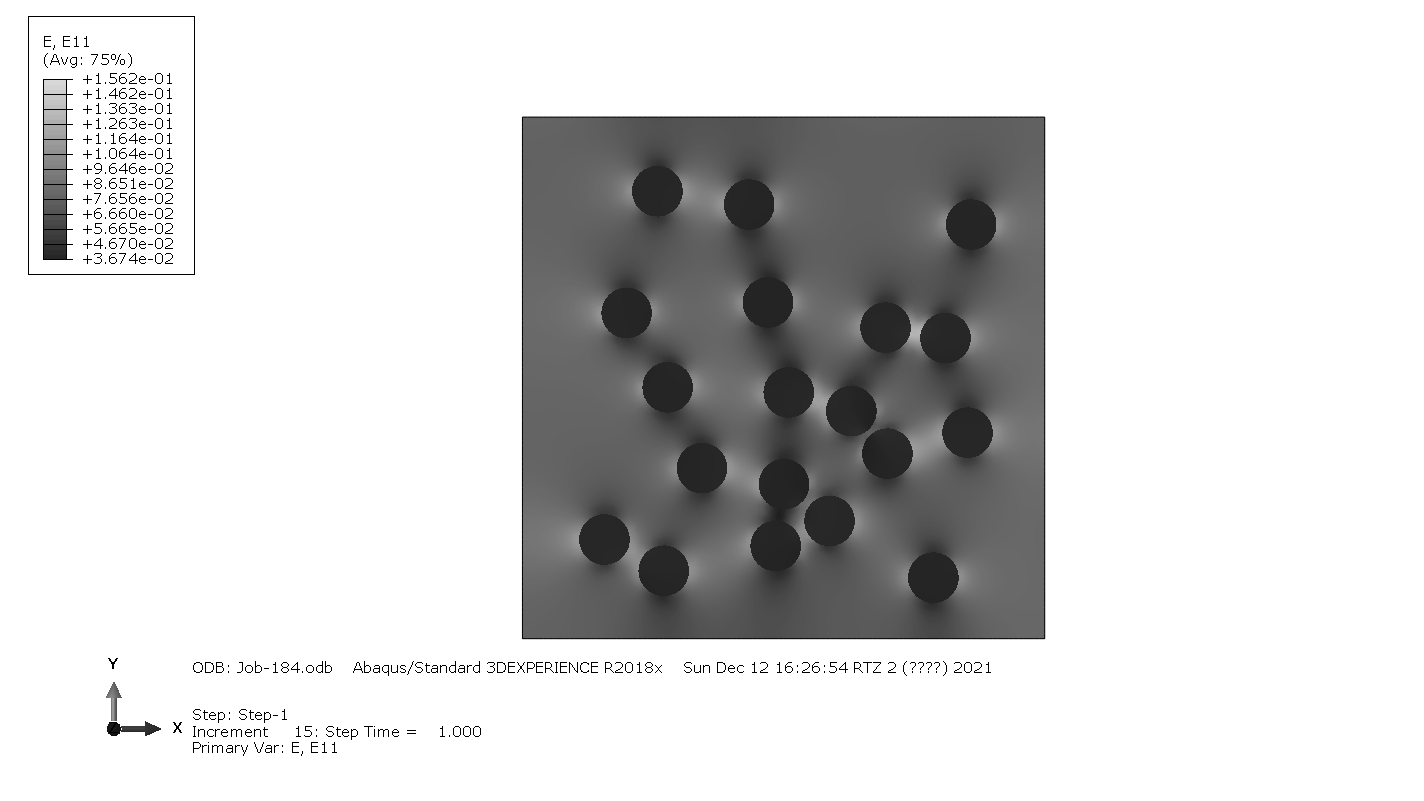 E, E11
(Avg: 75%)
+1.562e-01
+1.462e-01
+1.363e-01
+1.263e-01
+1.164e-01
+1.064e-01
+9.646e-02
+8.651e-02
+7.656e-02
+6.660e-02
+5.665e-02
+4.670e-02
+3.674e-02
Y
X
ODB: Job-184.odb Abaqus/Standard 3DEXPERIENCE R2018x Sun Dec 12 16:26:54 RTZ 2 (????) 2021
Step: Step-1
Increment 15: Step Time = 1.000
Primary Var: E, E11